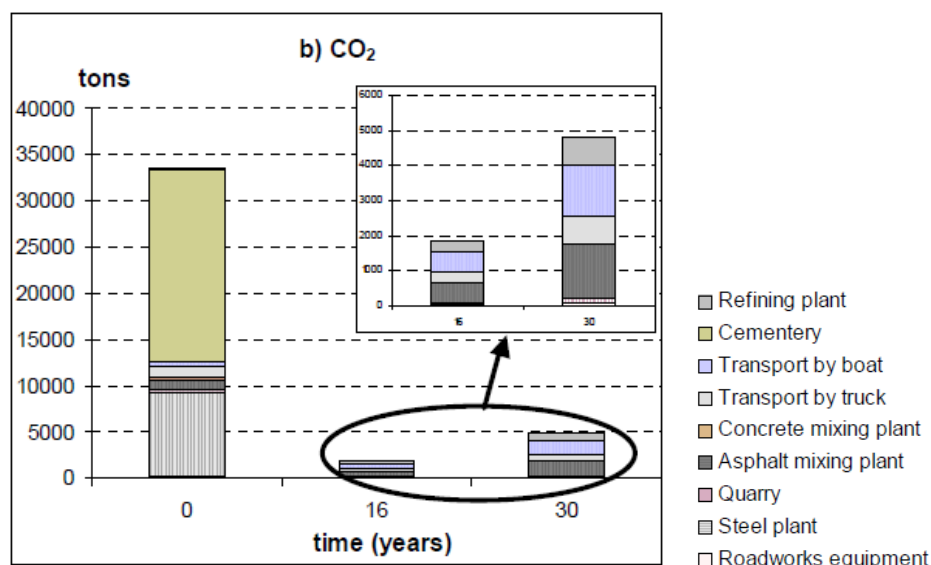 b) CO₂
tons
40000
35000
30000
25000
20000
15000
10000
5000
0
6000
5000
4000
3000
2000
1000
0
16
30
0
16
30
time (years)
Refining plant
Cementery
Transport by boat
Transport by truck
Concrete mixing plant
Asphalt mixing plant
Quarry
Steel plant
Roadworks equipment